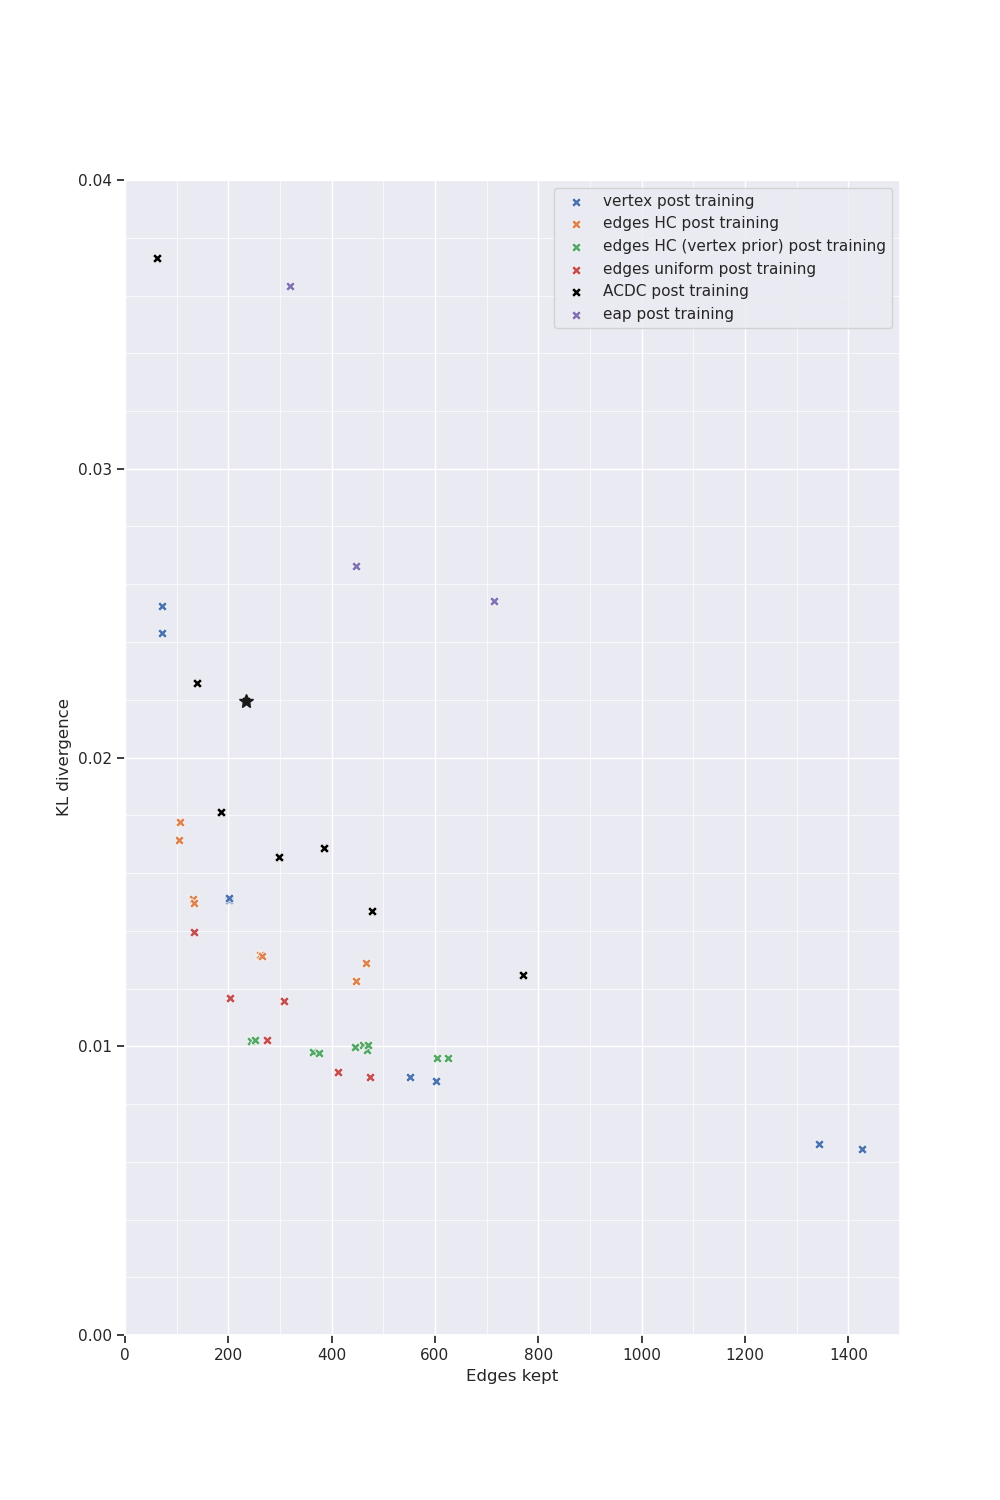 0.04
0.03
0.02
0.01
0.00
KL divergence
vertex post training
edges HC post training
edges HC (vertex prior) post training
edges uniform post training
ACDC post training
eap post training
0 200 400 600 800 1000 1200 1400
Edges kept